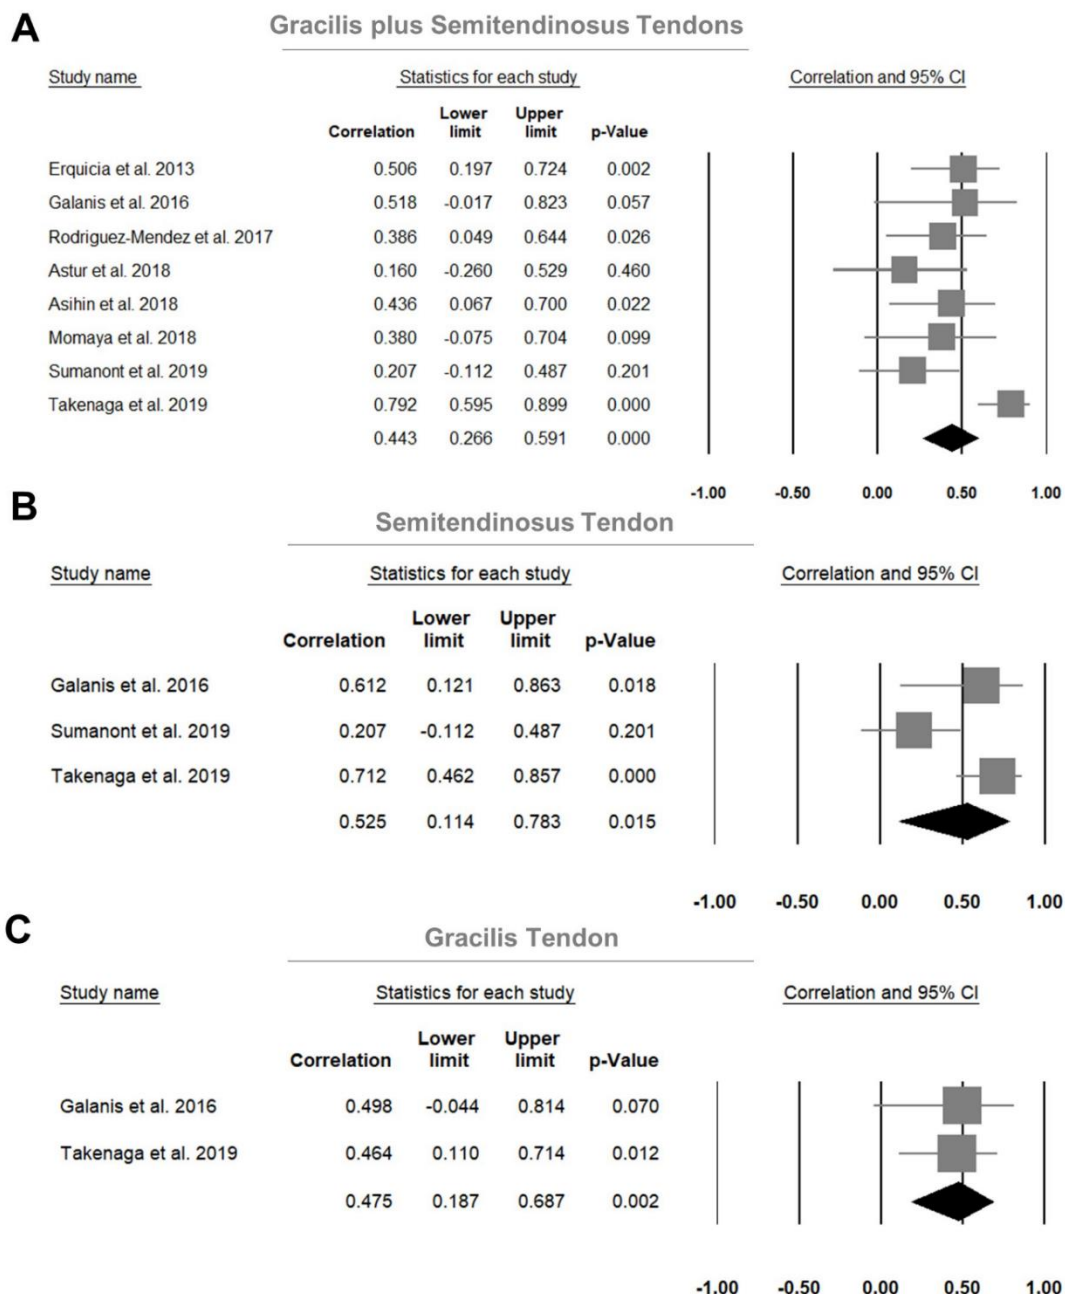 A
Gracilis plus Semitendinosus Tendons
Study name Statistics for each study Correlation and 95% CI
Correlation Lower limit Upper limit p-Value
Erquicia et al. 2013 0.506 0.197 0.724 0.002
Galanis et al. 2016 0.518 -0.017 0.823 0.057
Rodriguez-Mendez et al. 2017 0.386 0.049 0.644 0.026
Astur et al. 2018 0.160 -0.260 0.529 0.460
Asihin et al. 2018 0.436 0.067 0.700 0.022
Momaya et al. 2018 0.380 -0.075 0.704 0.099
Sumanont et al. 2019 0.207 -0.112 0.487 0.201
Takenaga et al. 2019 0.792 0.595 0.899 0.000
0.443 0.266 0.591 0.000
-1.00 -0.50 0.00 0.50 1.00
B
Semitendinosus Tendon
Study name Statistics for each study Correlation and 95% CI
Correlation Lower limit Upper limit p-Value
Galanis et al. 2016 0.612 0.121 0.863 0.018
Sumanont et al. 2019 0.207 -0.112 0.487 0.201
Takenaga et al. 2019 0.712 0.462 0.857 0.000
0.525 0.114 0.783 0.015
-1.00 -0.50 0.00 0.50 1.00
C
Gracilis Tendon
Study name Statistics for each study Correlation and 95% CI
Correlation Lower limit Upper limit p-Value
Galanis et al. 2016 0.498 -0.044 0.814 0.070
Takenaga et al. 2019 0.464 0.110 0.714 0.012
0.475 0.187 0.687 0.002
-1.00 -0.50 0.00 0.50 1.00